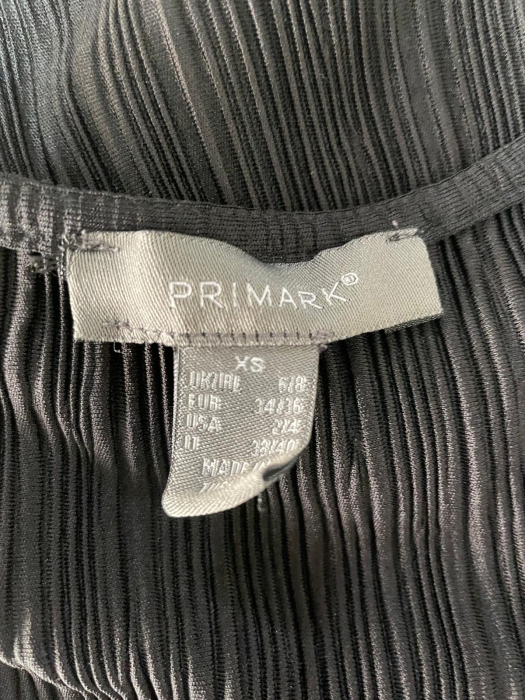 PRIMARK®
XS
UK/IRE 6/8
EUR 34/36
USA 2/4
IT 38/40
MADE